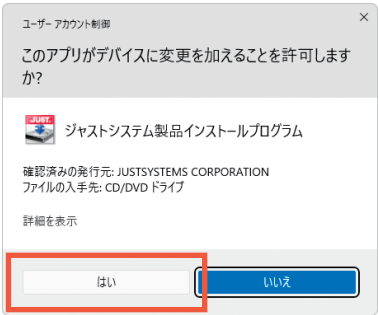 ユーザー アカウント制御
×
このアプリがデバイスに変更を加えることを許可します
か?
JUST.
ジャストシステム製品インストールプログラム
確認済みの発行元: JUSTSYSTEMS CORPORATION
ファイルの入手先: CD/DVD ドライブ
詳細を表示
はい
いいえ